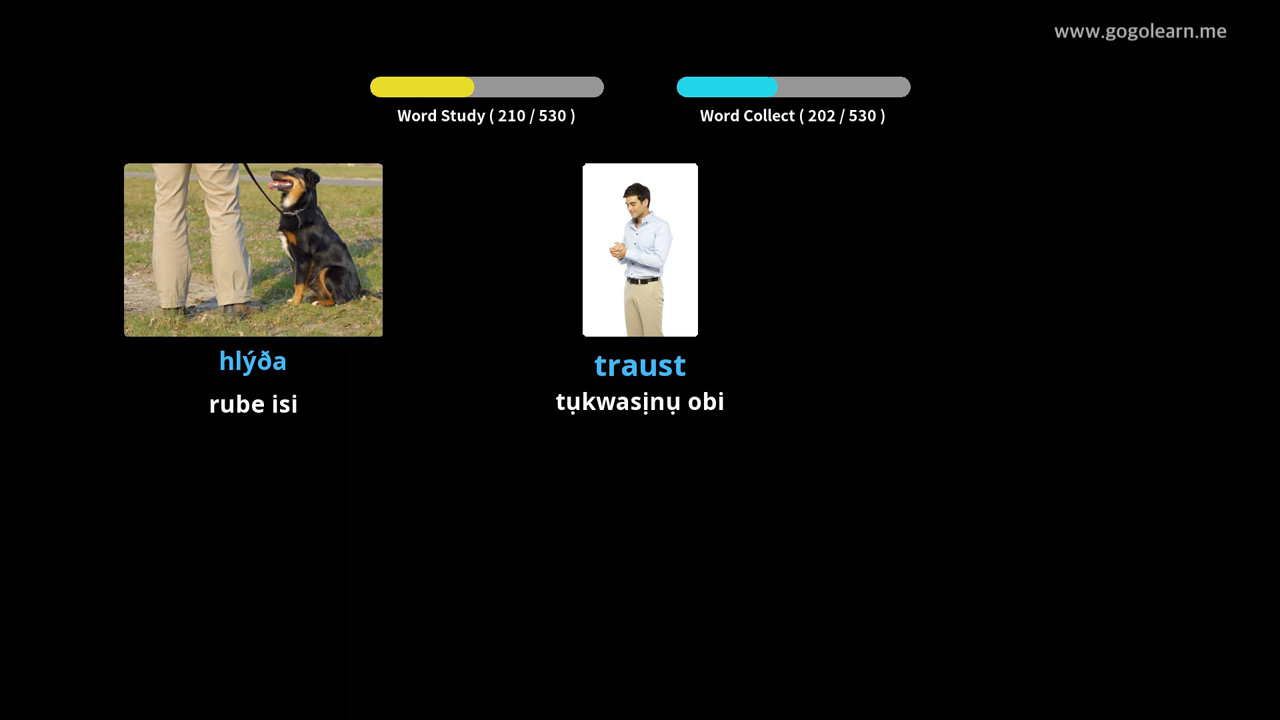 www.gogolearn.me
Word Study ( 210 / 530 )
Word Collect ( 202 / 530 )
hlýða
rube isi
traust
tụkwasịnụ obi